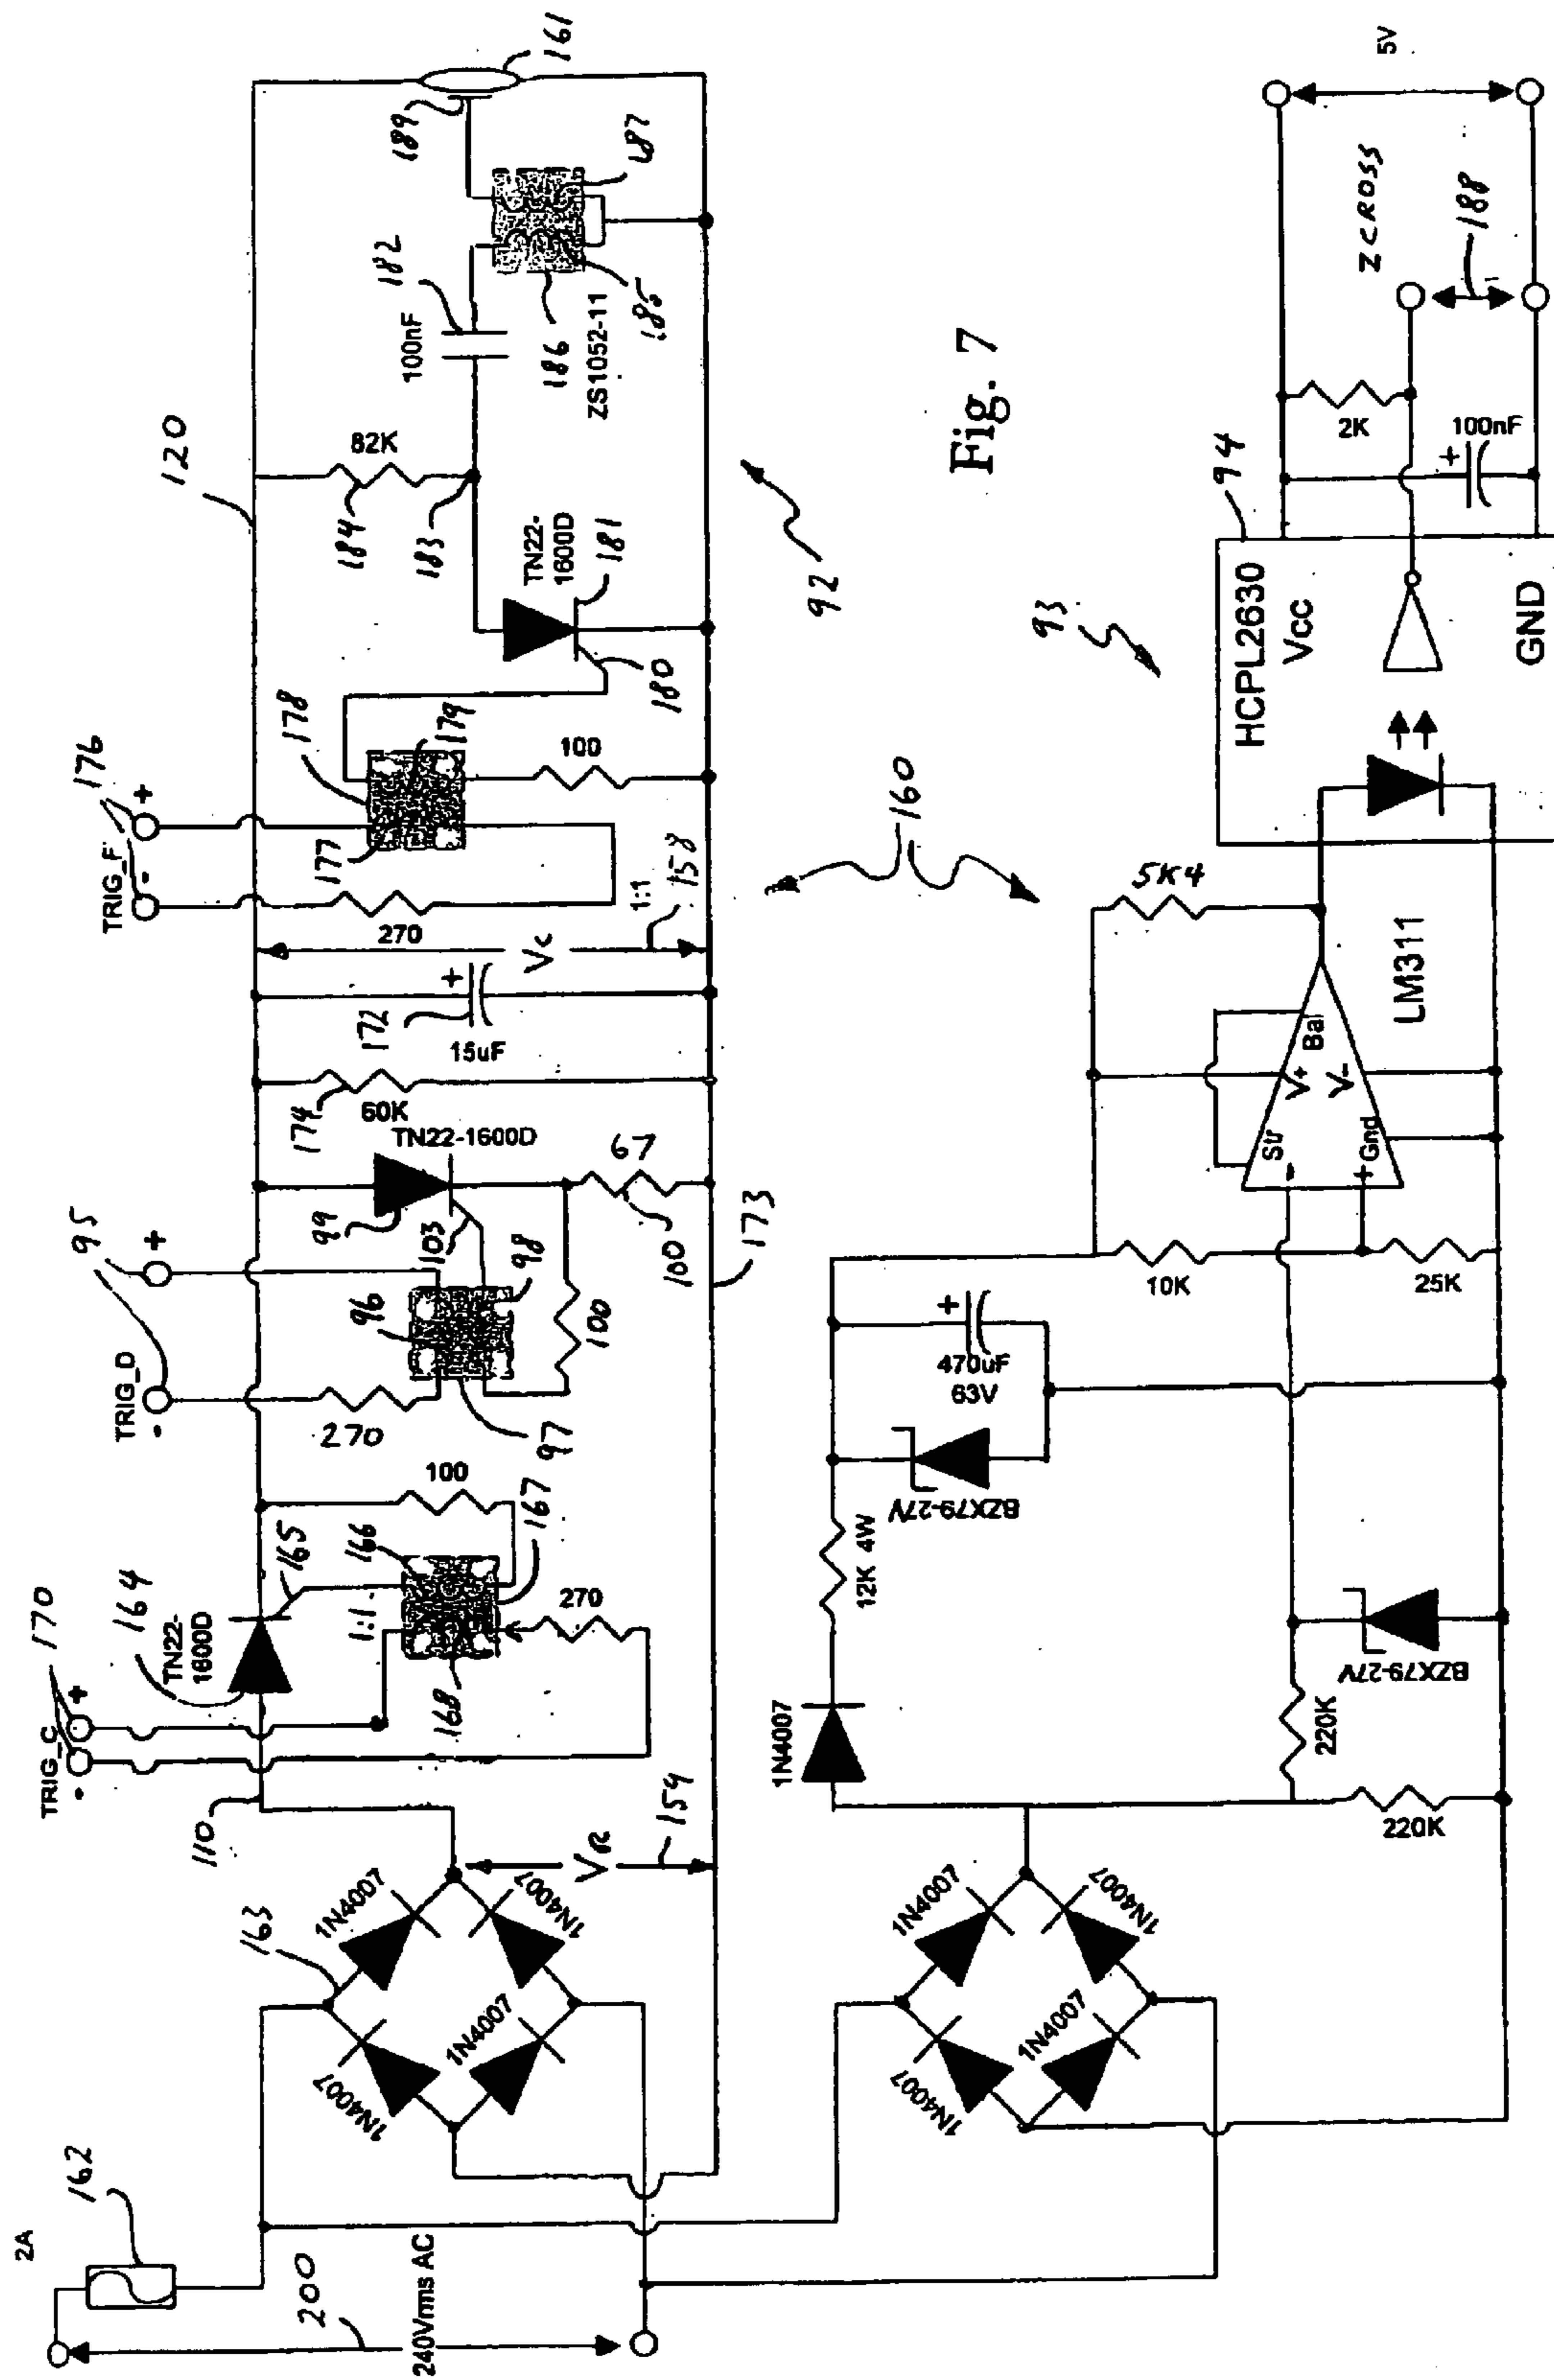 2A
162
200
240Vrms AC
163
1N4007
1N4007
1N4007
1N4007
VR
159
110
TRIG_C
-
+
170
164
TN22-
1600D
165
1:1
166
167
168
100
270
TRIG_D
-
+
95
270
96
97
98
103
99
100
TN22-1600D
67
100
173
174
60K
172
15uF
+
Vc
158
1:1
TRIG_F
-
+
176
270
177
178
179
100
180
181
TN22-
1600D
183
184
82K
120
182
100nF
186
ZS1052-11
185
187
189
161
92
160
93
Fig. 7
1N4007
1N4007
1N4007
1N4007
1N4007
12K 4W
BZX79-27V
470uF
63V
+
220K
220K
BZX79-27V
10K
25K
Str
Bal
V+
V-
-
+
Gnd
LM311
5K4
HCPL2630
94
Vcc
GND
100nF
+
2K
ZCROSS
188
5V